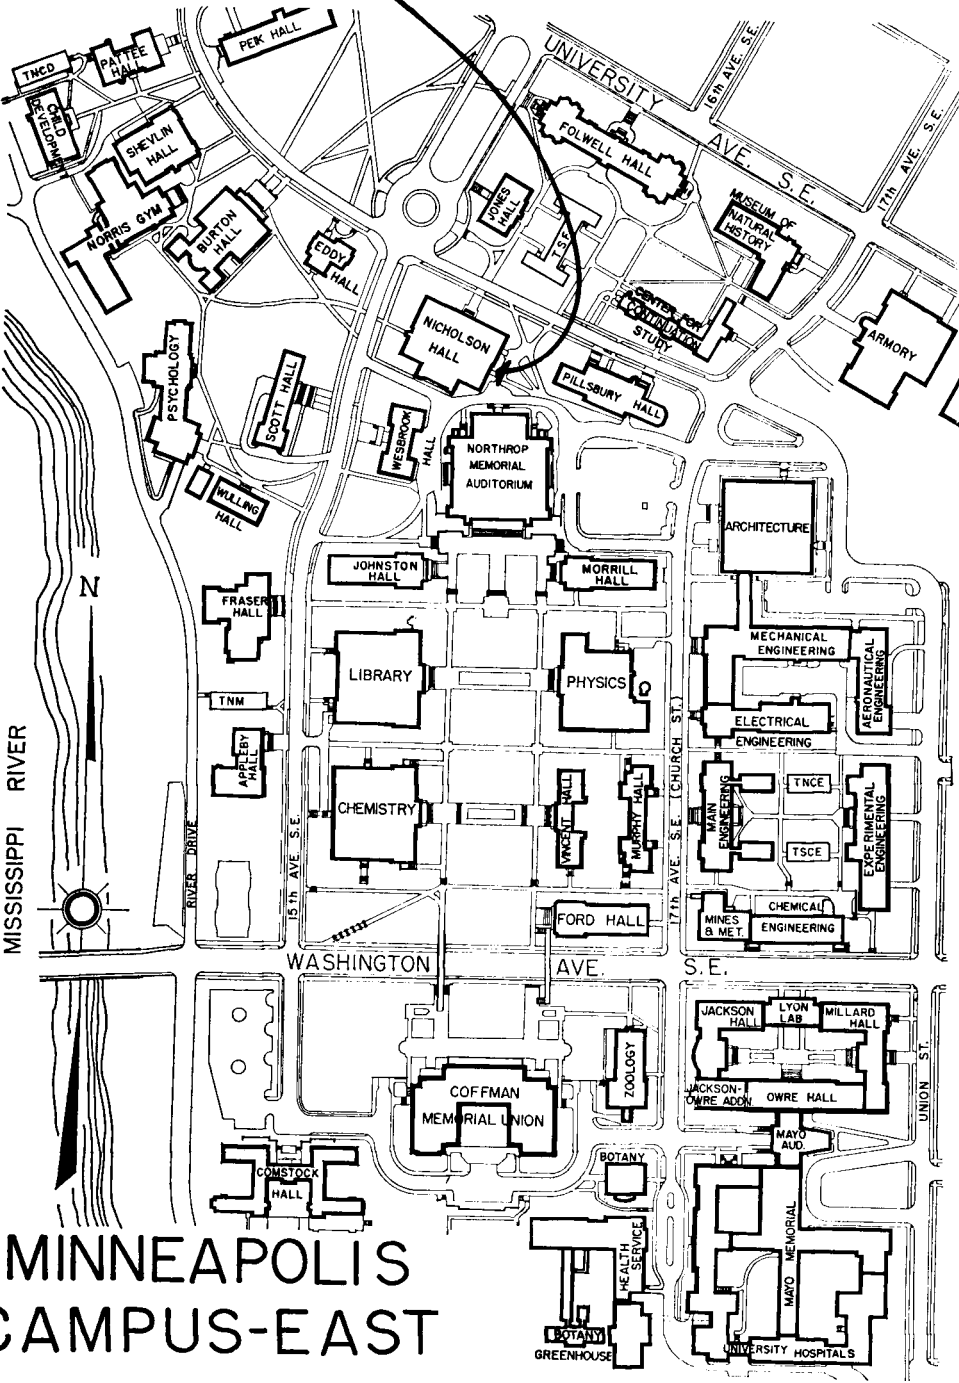 PEIK HALL
TNCD
PATTEE
HALL
CHILD
DEVELOPMENT
SHEVLIN
HALL
NORRIS GYM
BURTON
HALL
EDDY
HALL
UNIVERSITY AVE. S.E.
16th AVE. S.E.
17th AVE. S.E.
FOLWELL HALL
JONES
HALL
T.S.F.
MUSEUM OF
NATURAL
HISTORY
CENTER FOR
CONTINUATION
STUDY
ARMORY
NICHOLSON
HALL
PILLSBURY HALL
PSYCHOLOGY
SCOTT HALL
WESBROOK
HALL
WULLING
HALL
NORTHROP
MEMORIAL
AUDITORIUM
ARCHITECTURE
JOHNSTON
HALL
MORRILL
HALL
N
FRASER
HALL
MECHANICAL
ENGINEERING
AERONAUTICAL
ENGINEERING
LIBRARY
PHYSICS
TNM
ELECTRICAL
ENGINEERING
APPLEBY
HALL
MISSISSIPPI RIVER
RIVER DRIVE
15th AVE. S.E.
17th AVE. S.E. (CHURCH ST.)
CHEMISTRY
VINCENT HALL
MURPHY HALL
MAIN
ENGINEERING
TNCE
TSCE
EXPERIMENTAL
ENGINEERING
FORD HALL
MINES
& MET.
CHEMICAL
ENGINEERING
WASHINGTON AVE. S.E.
JACKSON
HALL
LYON
LAB
MILLARD
HALL
ZOOLOGY
JACKSON-
OWRE ADDN.
OWRE HALL
UNION ST.
COFFMAN
MEMORIAL UNION
MAYO
AUD.
COMSTOCK
HALL
BOTANY
HEALTH
SERVICE
MAYO MEMORIAL
BOTANY
GREENHOUSE
UNIVERSITY HOSPITALS
MINNEAPOLIS
CAMPUS-EAST